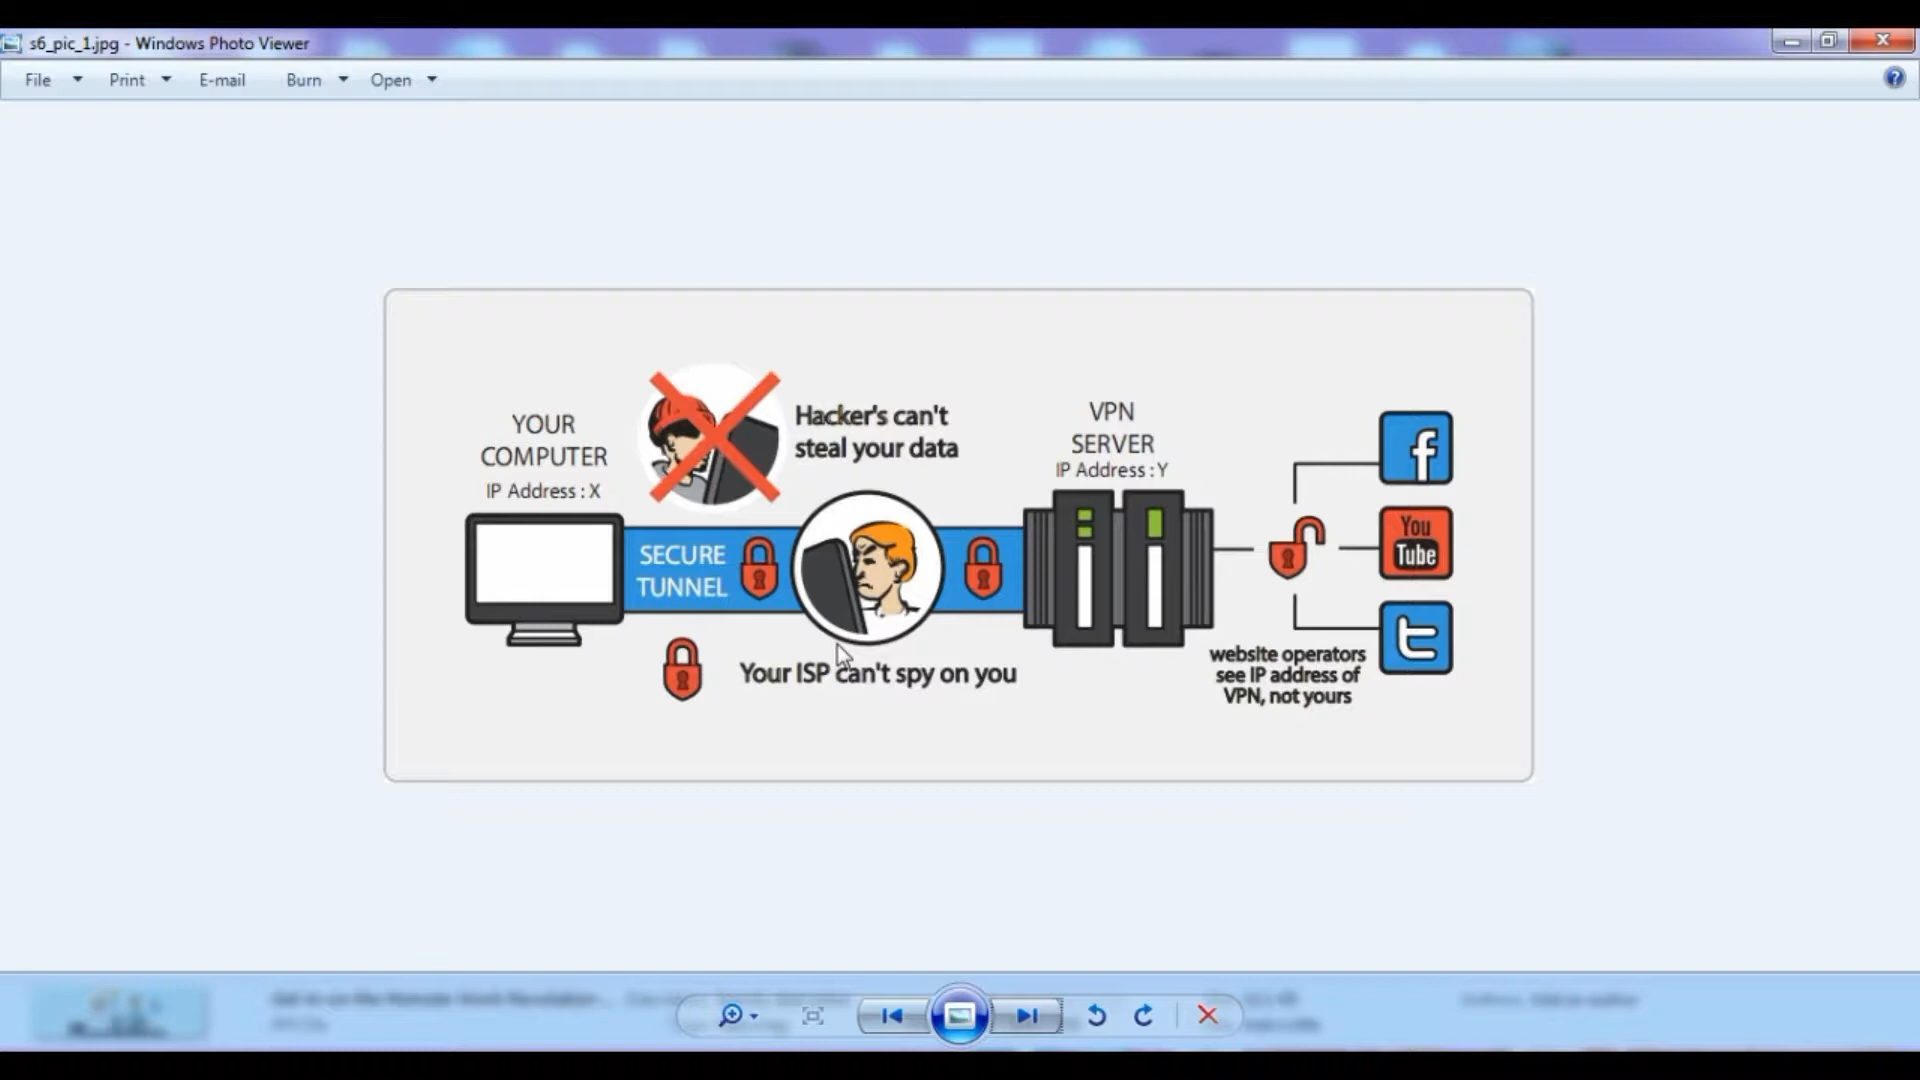 s6_pic_1.jpg - Windows Photo Viewer
File Print E-mail Burn Open
YOUR
COMPUTER
IP Address : X
Hacker's can't
steal your data
VPN
SERVER
IP Address : Y
SECURE
TUNNEL
Your ISP can't spy on you
f
You
Tube
t
website operators
see IP address of
VPN, not yours